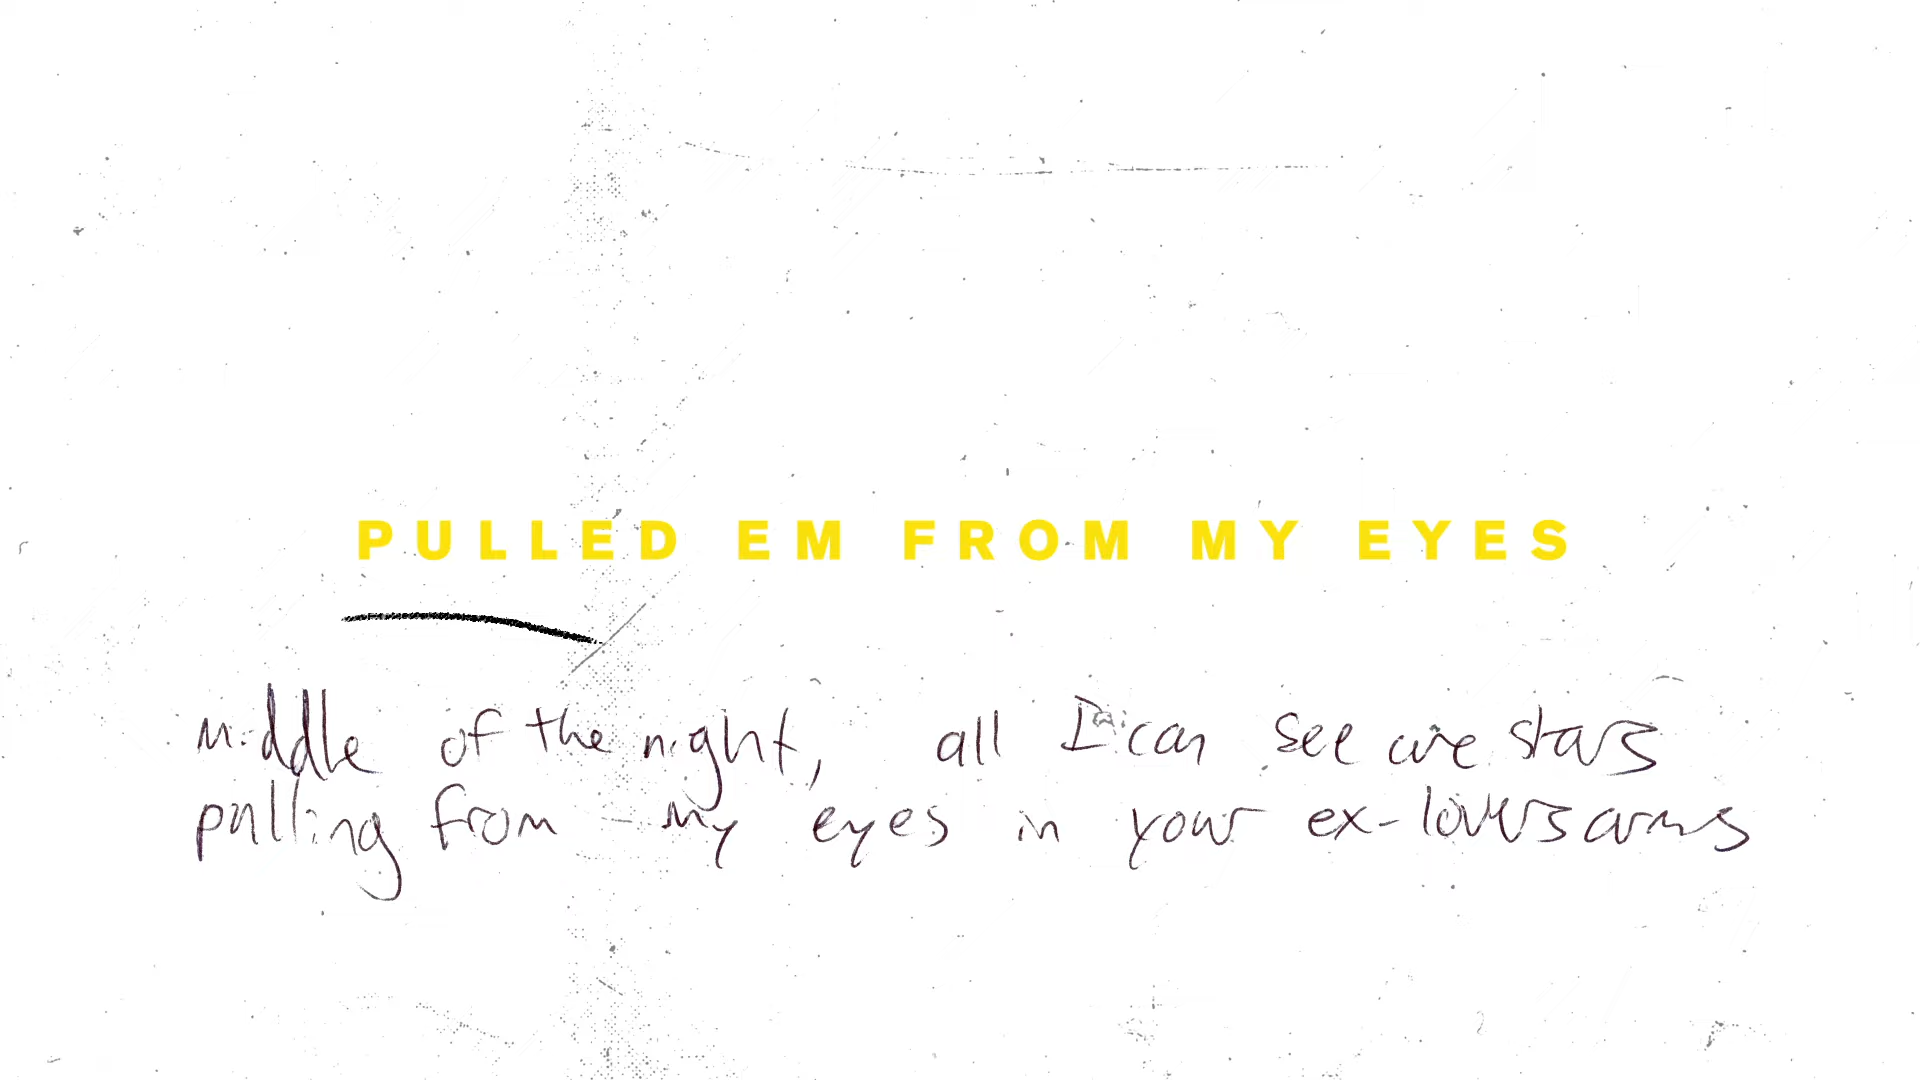 PULLED EM FROM MY EYES
middle of the night, all I can see are stars
pulling from my eyes in your ex-lovers arms